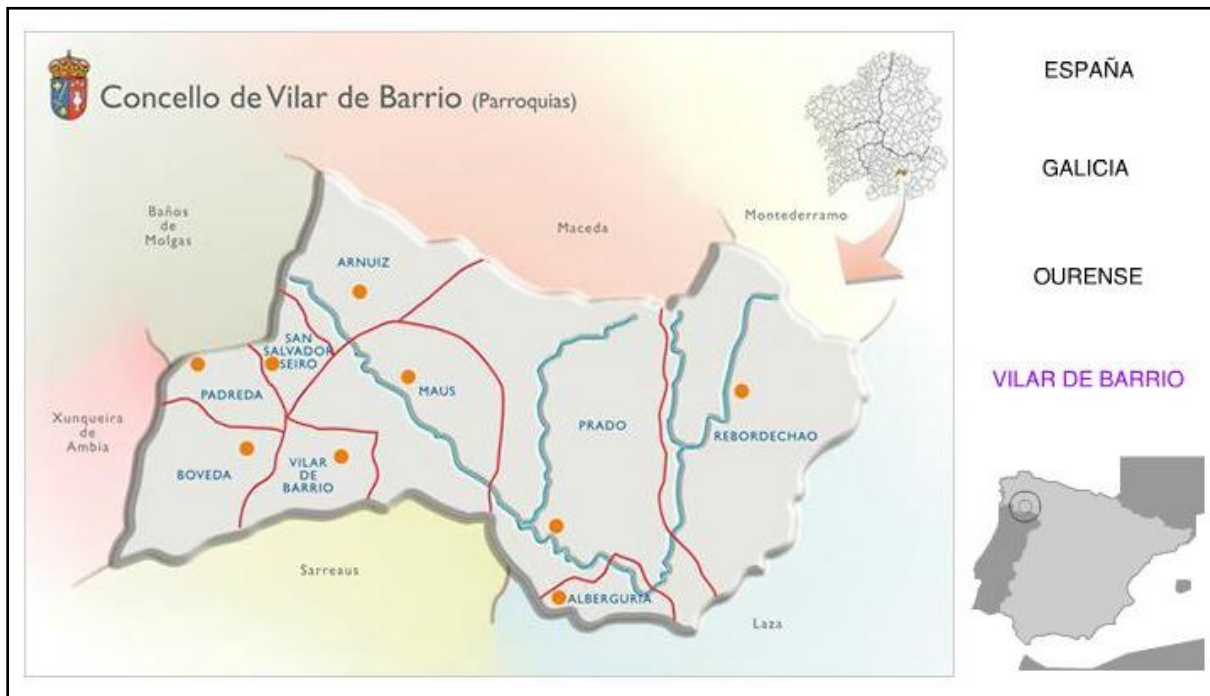 Concello de Vilar de Barrio (Parroquias)
ESPAÑA
GALICIA
OURENSE
VILAR DE BARRIO
Baños
de
Molgas
Maceda
Montederramo
ARNUIZ
SAN
SALVADOR
SEIRO
PADREDA
MAUS
PRADO
REBORDECHAO
Xunqueira
de
Ambia
BOVEDA
VILAR
DE
BARRIO
Sarreaus
ALBERGURIA
Laza